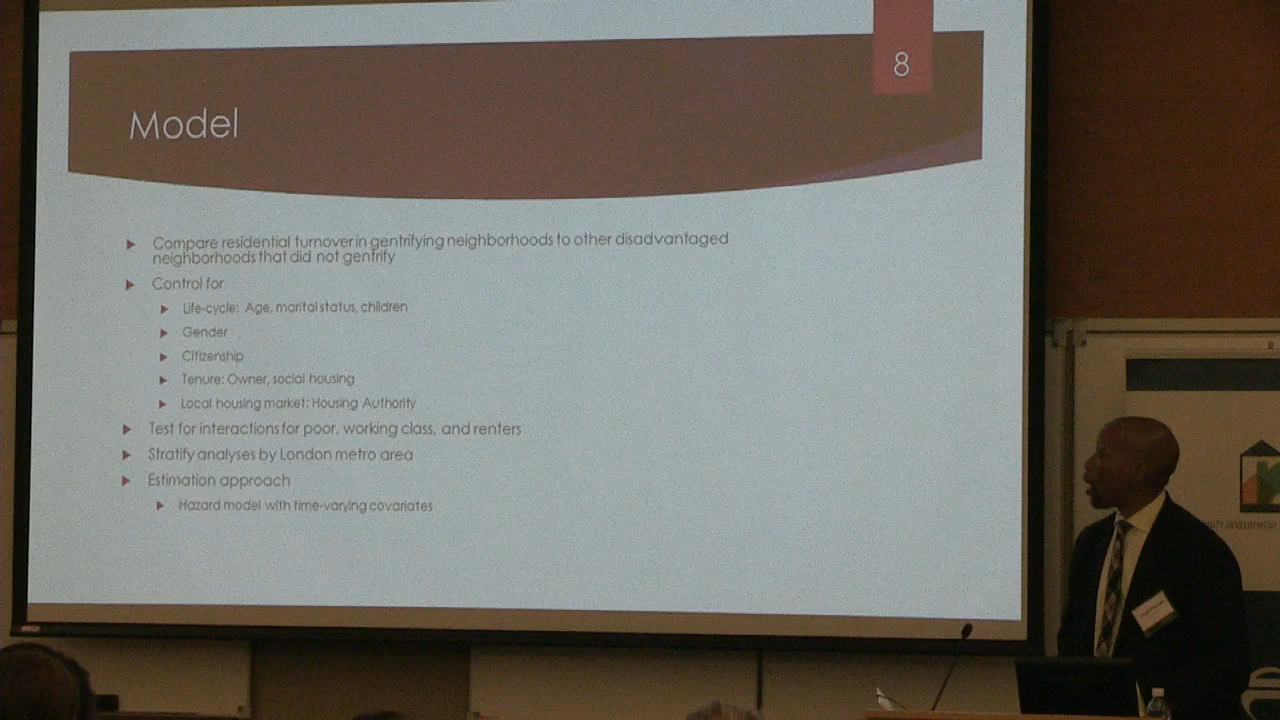 8
Model
Compare residential turnover in gentrifying neighborhoods to other disadvantaged
neighborhoods that did not gentrify
Control for
Life-cycle: Age, marital status, children
Gender
Citizenship
Tenure: Owner, social housing
Local housing market: Housing Authority
Test for interactions for poor, working class, and renters
Stratify analyses by London metro area
Estimation approach
Hazard model with time-varying covariates
DEVELOPMENT